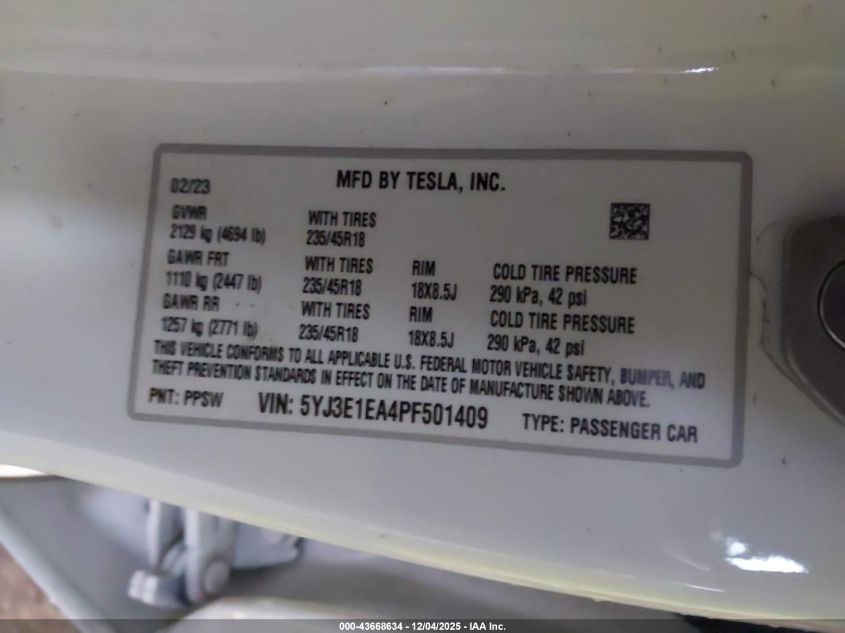 02/23 MFD BY TESLA, INC.
GVWR WITH TIRES
2129 kg (4694 lb) 235/45R18
GAWR FRT WITH TIRES RIM COLD TIRE PRESSURE
1110 kg (2447 lb) 235/45R18 18X8.5J 290 kPa, 42 psi
GAWR RR WITH TIRES RIM COLD TIRE PRESSURE
1257 kg (2771 lb) 235/45R18 18X8.5J 290 kPa, 42 psi
THIS VEHICLE CONFORMS TO ALL APPLICABLE U.S. FEDERAL MOTOR VEHICLE SAFETY, BUMPER, AND
THEFT PREVENTION STANDARDS IN EFFECT ON THE DATE OF MANUFACTURE SHOWN ABOVE.
PNT: PPSW VIN: 5YJ3E1EA4PF501409 TYPE: PASSENGER CAR
000-43668634 - 12/04/2025 - IAA Inc.